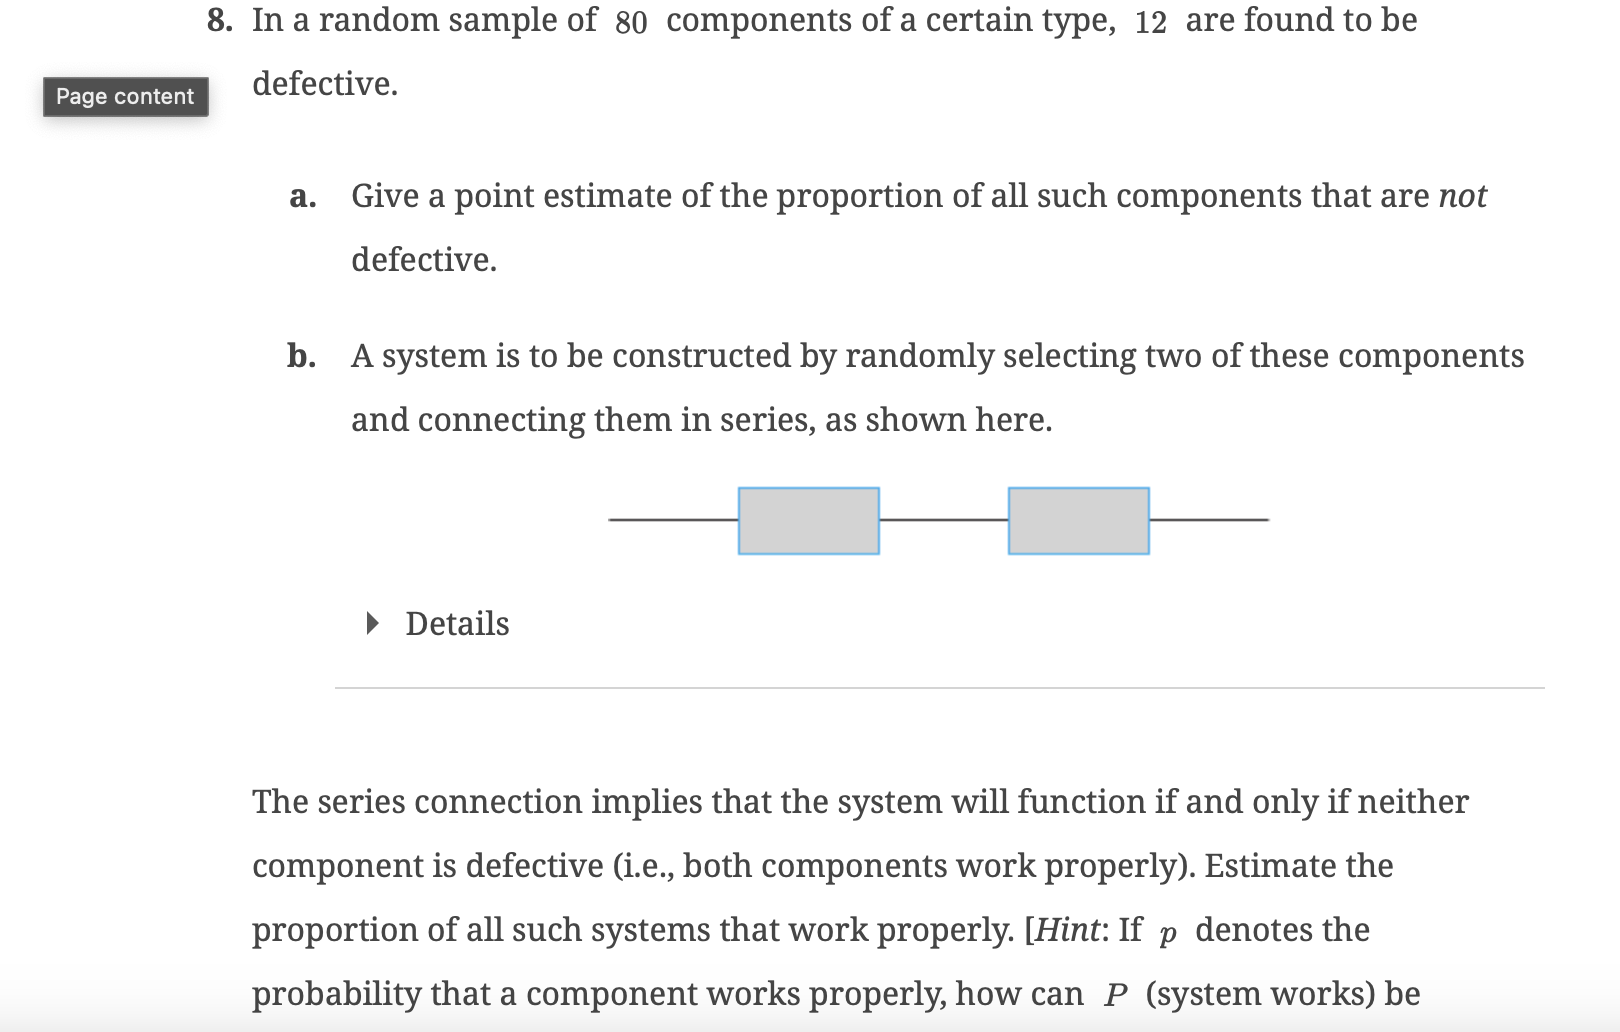 8. In a random sample of 80 components of a certain type, 12 are found to be
defective.
Page content
a. Give a point estimate of the proportion of all such components that are not
defective.
b. A system is to be constructed by randomly selecting two of these components
and connecting them in series, as shown here.
Details
The series connection implies that the system will function if and only if neither
component is defective (i.e., both components work properly). Estimate the
proportion of all such systems that work properly. [Hint: If p denotes the
probability that a component works properly, how can P (system works) be